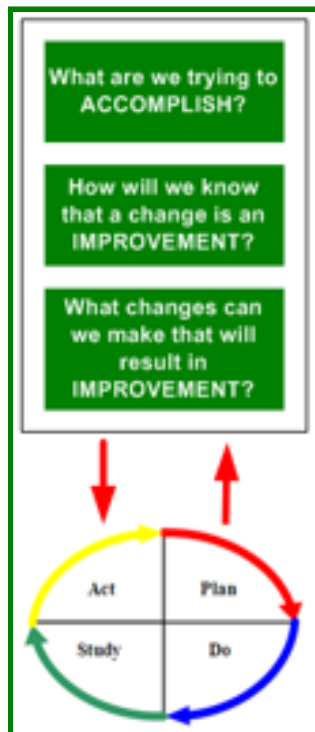 What are we trying to
ACCOMPLISH?
How will we know
that a change is an
IMPROVEMENT?
What changes can
we make that will
result in
IMPROVEMENT?
Act
Plan
Study
Do